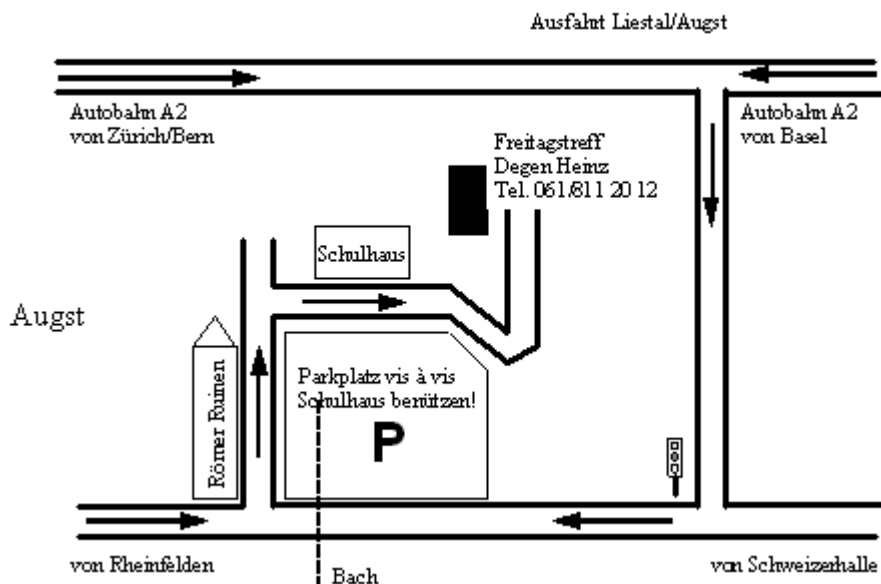 Ausfahrt Liestal/Augst
Autobahn A2
von Zürich/Bern
Autobahn A2
von Basel
Freitagstreff
Degen Heinz
Tel. 061/811 20 12
Schulhaus
Augst
Römer Ruinen
Parkplatz vis à vis
Schulhaus benützen!
P
von Rheinfelden
Bach
von Schweizerhalle